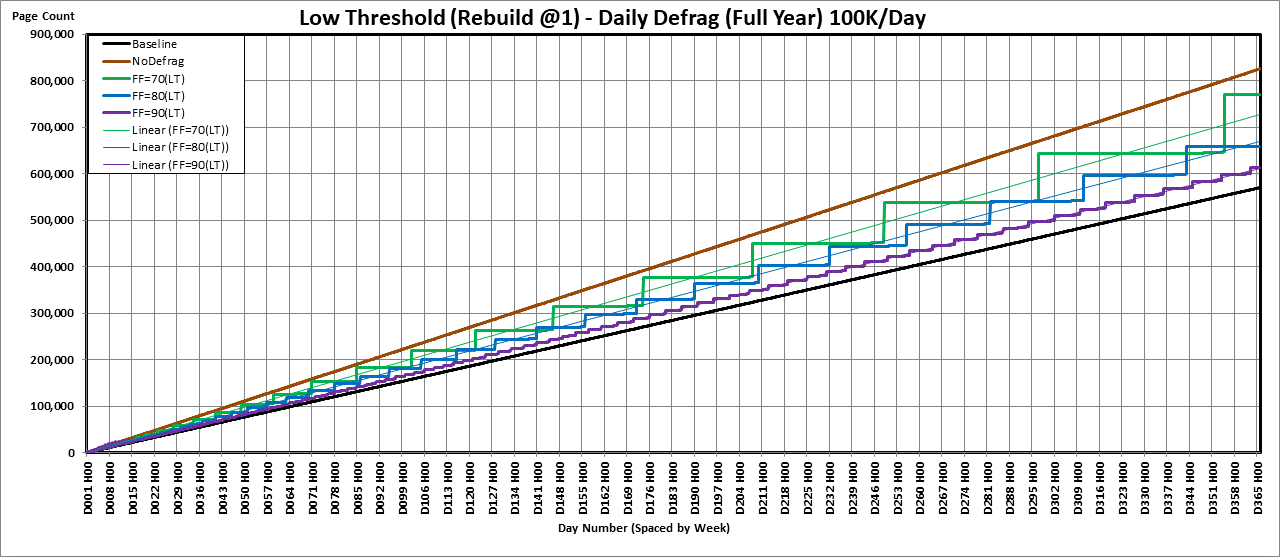 Page Count
Low Threshold (Rebuild @1) - Daily Defrag (Full Year) 100K/Day
900,000
800,000
700,000
600,000
500,000
400,000
300,000
200,000
100,000
0
Baseline
NoDefrag
FF=70(LT)
FF=80(LT)
FF=90(LT)
Linear (FF=70(LT))
Linear (FF=80(LT))
Linear (FF=90(LT))
D001 H00
D008 H00
D015 H00
D022 H00
D029 H00
D036 H00
D043 H00
D050 H00
D057 H00
D064 H00
D071 H00
D078 H00
D085 H00
D092 H00
D099 H00
D106 H00
D113 H00
D120 H00
D127 H00
D134 H00
D141 H00
D148 H00
D155 H00
D162 H00
D169 H00
D176 H00
D183 H00
D190 H00
D197 H00
D204 H00
D211 H00
D218 H00
D225 H00
D232 H00
D239 H00
D246 H00
D253 H00
D260 H00
D267 H00
D274 H00
D281 H00
D288 H00
D295 H00
D302 H00
D309 H00
D316 H00
D323 H00
D330 H00
D337 H00
D344 H00
D351 H00
D358 H00
D365 H00
Day Number (Spaced by Week)